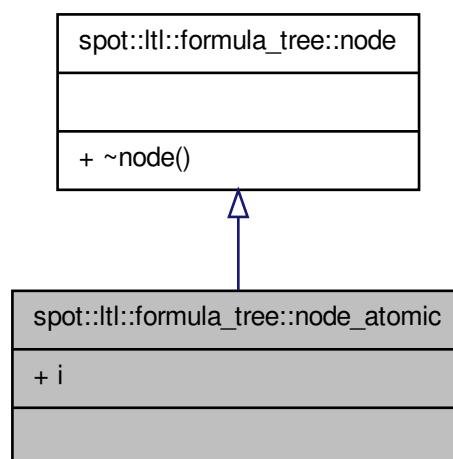 spot::ltl::formula_tree::node
+ ~node()
spot::ltl::formula_tree::node_atomic
+ i